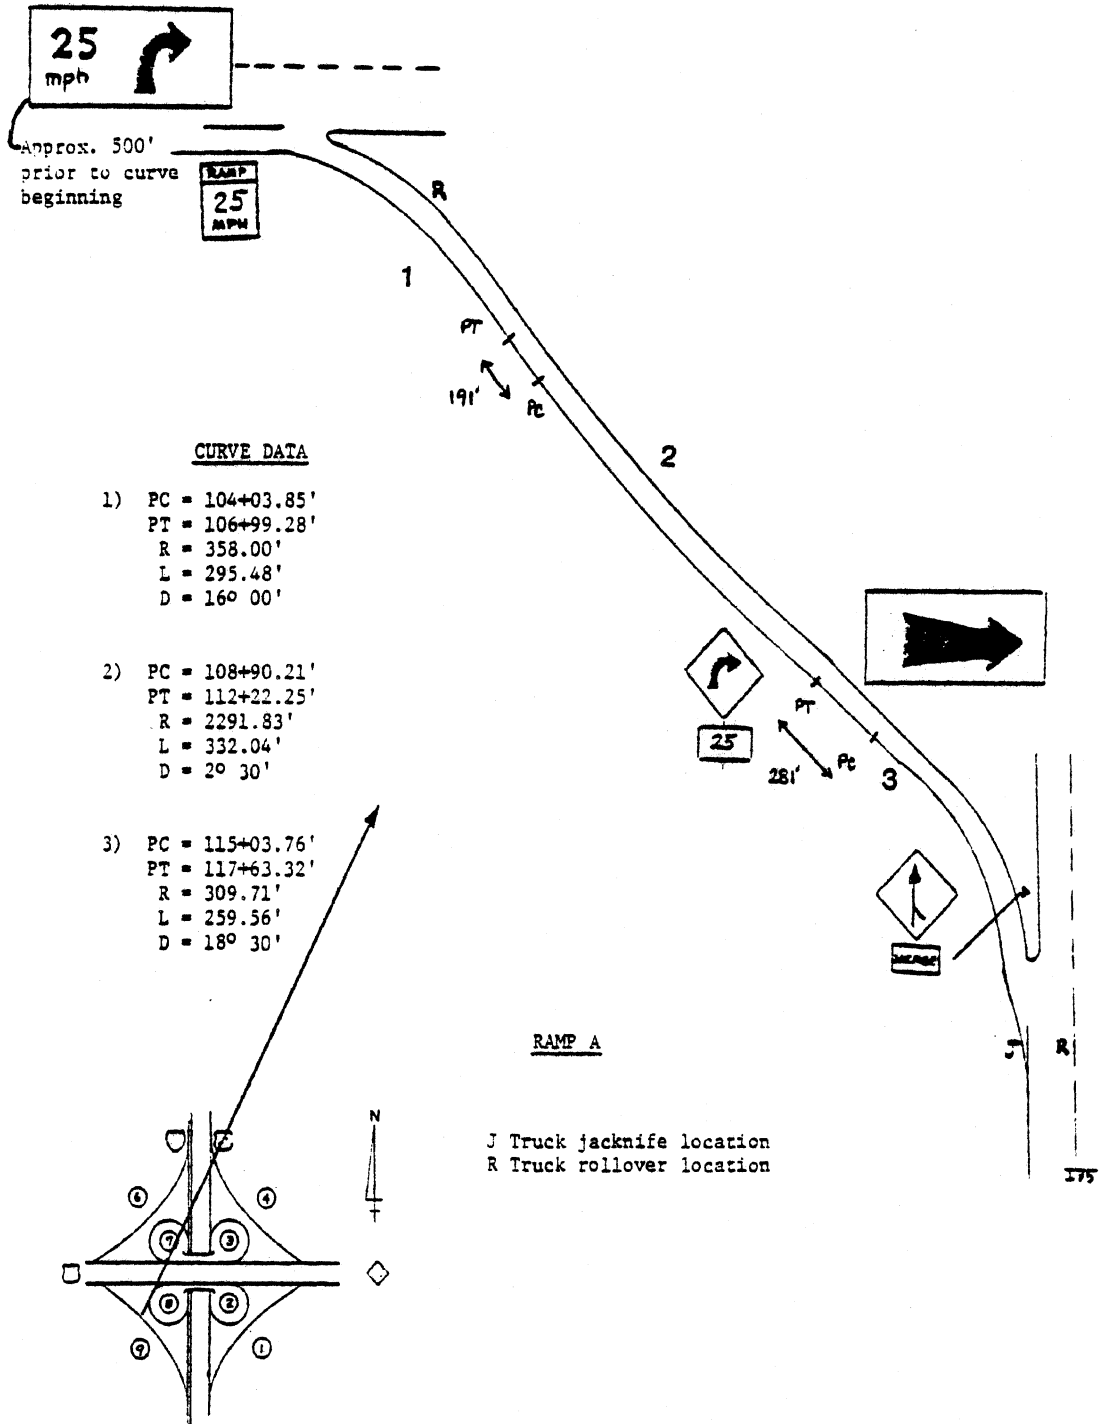 25
mph
Approx. 500'
prior to curve
beginning
RAMP
25
MPH
R
1
PT
191'
PC
2
CURVE DATA
1) PC = 104+03.85'
PT = 106+99.28'
R = 358.00'
L = 295.48'
D = 16º 00'
2) PC = 108+90.21'
PT = 112+22.25'
R = 2291.83'
L = 332.04'
D = 2º 30'
3) PC = 115+03.76'
PT = 117+63.32'
R = 309.71'
L = 259.56'
D = 18º 30'
25
PT
281'
PC
3
MERGE
J R
RAMP A
J Truck jacknife location
R Truck rollover location
I75
N
6 4
7 3
8 2
9 1